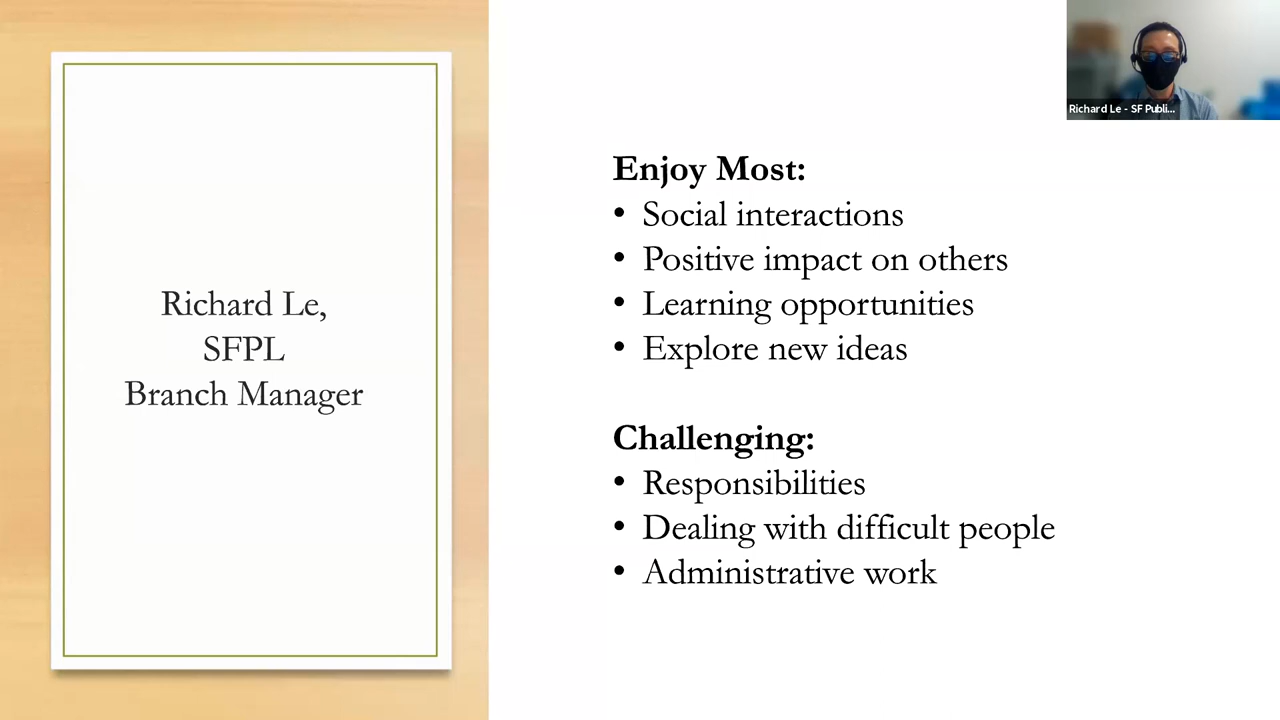 Richard Le,
SFPL
Branch Manager
Enjoy Most:
• Social interactions
• Positive impact on others
• Learning opportunities
• Explore new ideas
Challenging:
• Responsibilities
• Dealing with difficult people
• Administrative work
Richard Le - SF Publi...